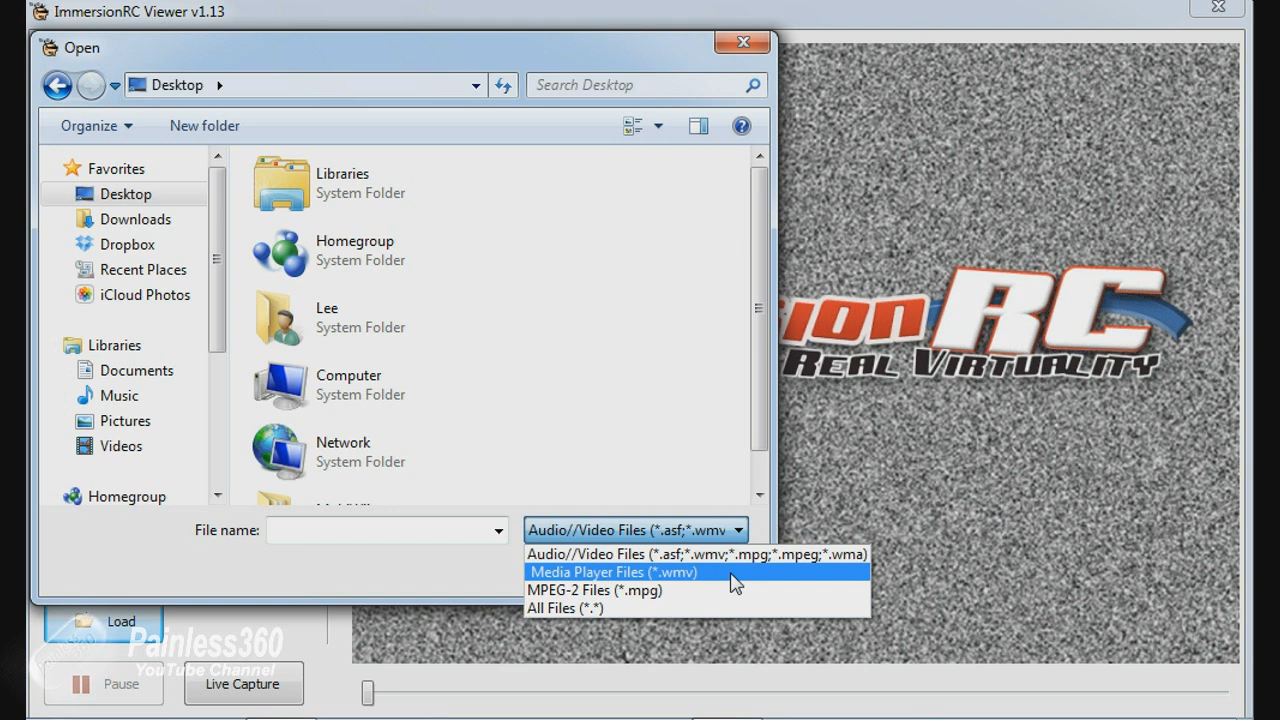 ImmersionRC Viewer v1.13
Open
Desktop
Search Desktop
Organize
New folder
Favorites
Desktop
Downloads
Dropbox
Recent Places
iCloud Photos
Libraries
Documents
Music
Pictures
Videos
Homegroup
Libraries
System Folder
Homegroup
System Folder
Lee
System Folder
Computer
System Folder
Network
System Folder
File name:
Audio//Video Files (*.asf;*.wmv
Audio//Video Files (*.asf;*.wmv;*.mpg;*.mpeg;*.wma)
Media Player Files (*.wmv)
MPEG-2 Files (*.mpg)
All Files (*.*)
sion RC
Real Virtuality
Load
Painless360
YouTube Channel
Pause
Live Capture